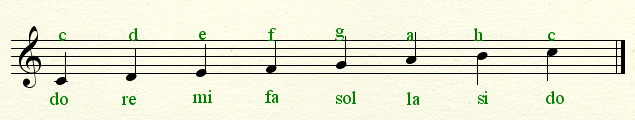 c d e f g a h c
do re mi fa sol la si do